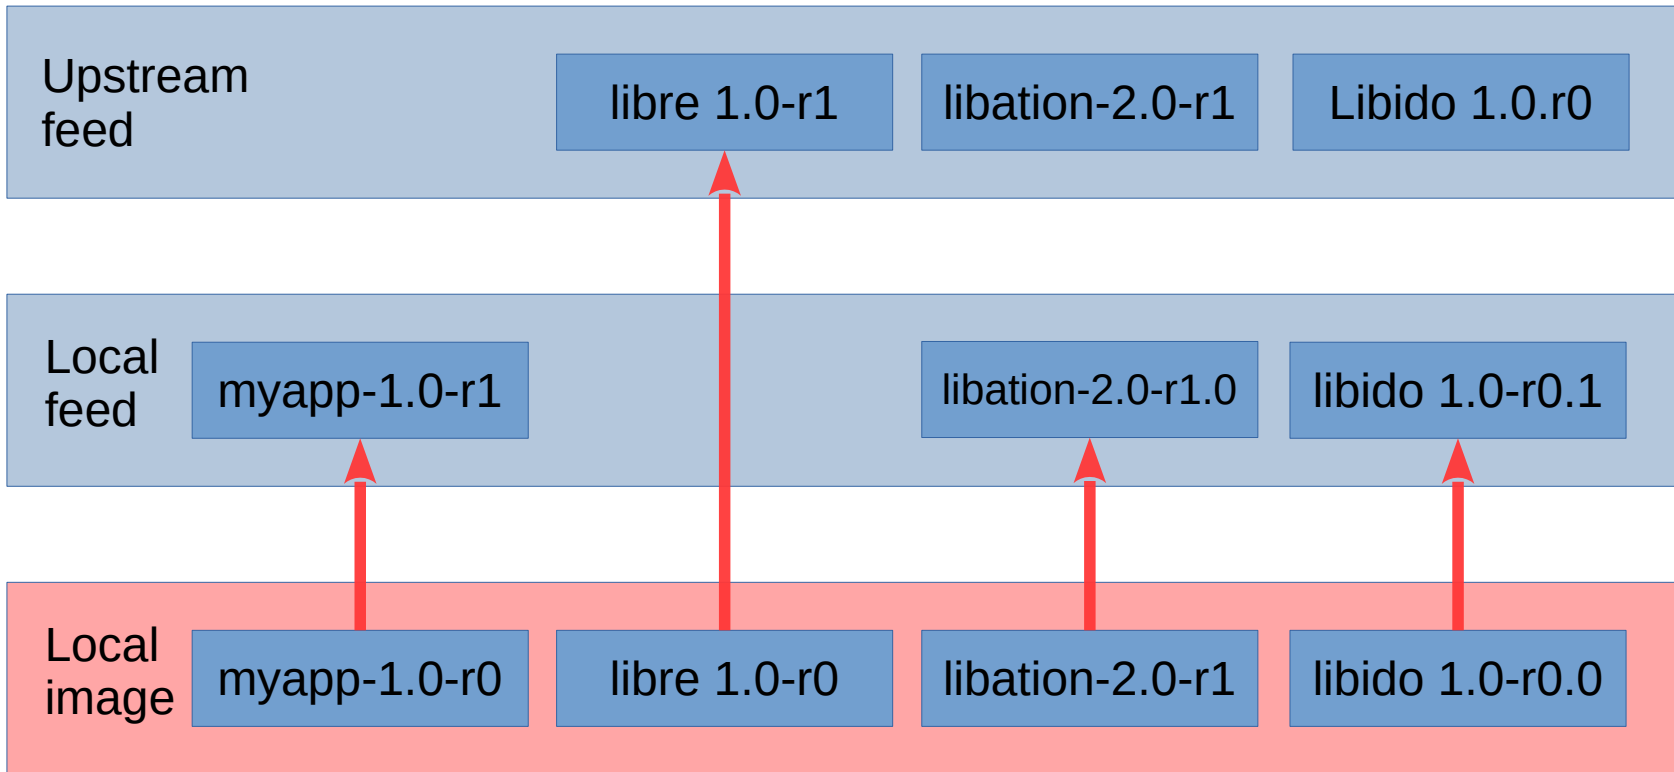 Upstream
feed
libre 1.0-r1
libation-2.0-r1
Libido 1.0.r0
Local
feed
myapp-1.0-r1
libation-2.0-r1.0
libido 1.0-r0.1
Local
image
myapp-1.0-r0
libre 1.0-r0
libation-2.0-r1
libido 1.0-r0.0